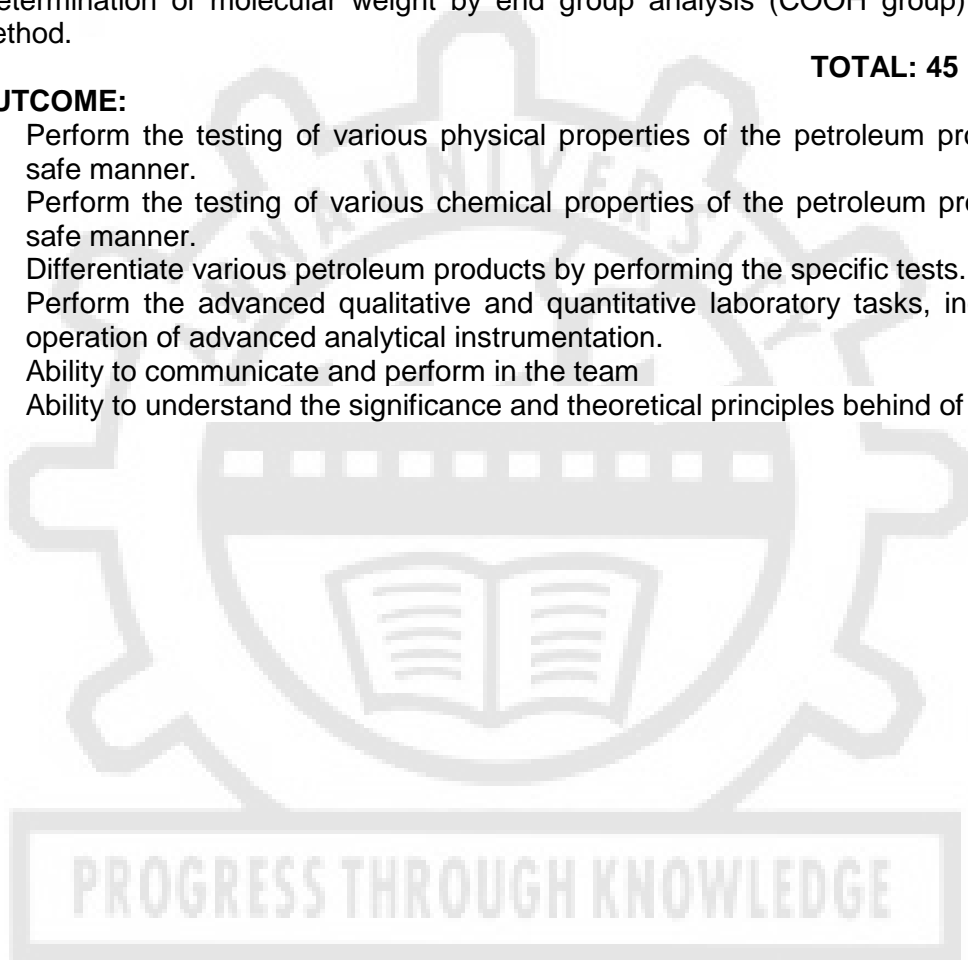 etermination of molecular weight by end group analysis (COOH group)
ethod.
TOTAL: 45
UTCOME:
Perform the testing of various physical properties of the petroleum pro
safe manner.
Perform the testing of various chemical properties of the petroleum pro
safe manner.
Differentiate various petroleum products by performing the specific tests.
Perform the advanced qualitative and quantitative laboratory tasks, in
operation of advanced analytical instrumentation.
Ability to communicate and perform in the team
Ability to understand the significance and theoretical principles behind of
ANNA UNIVERSITY
PROGRESS THROUGH KNOWLEDGE